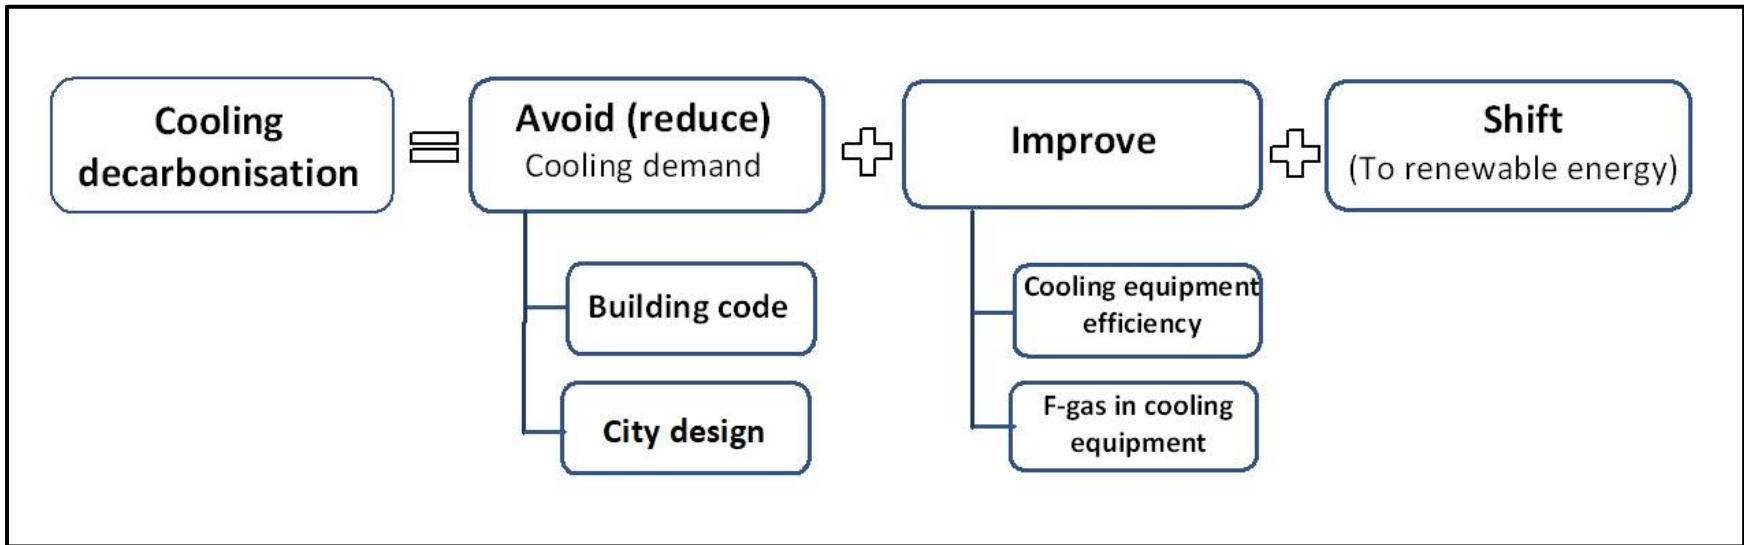 Cooling
decarbonisation
Avoid (reduce)
Cooling demand
Improve
Shift
(To renewable energy)
Building code
City design
Cooling equipment
efficiency
F-gas in cooling
equipment